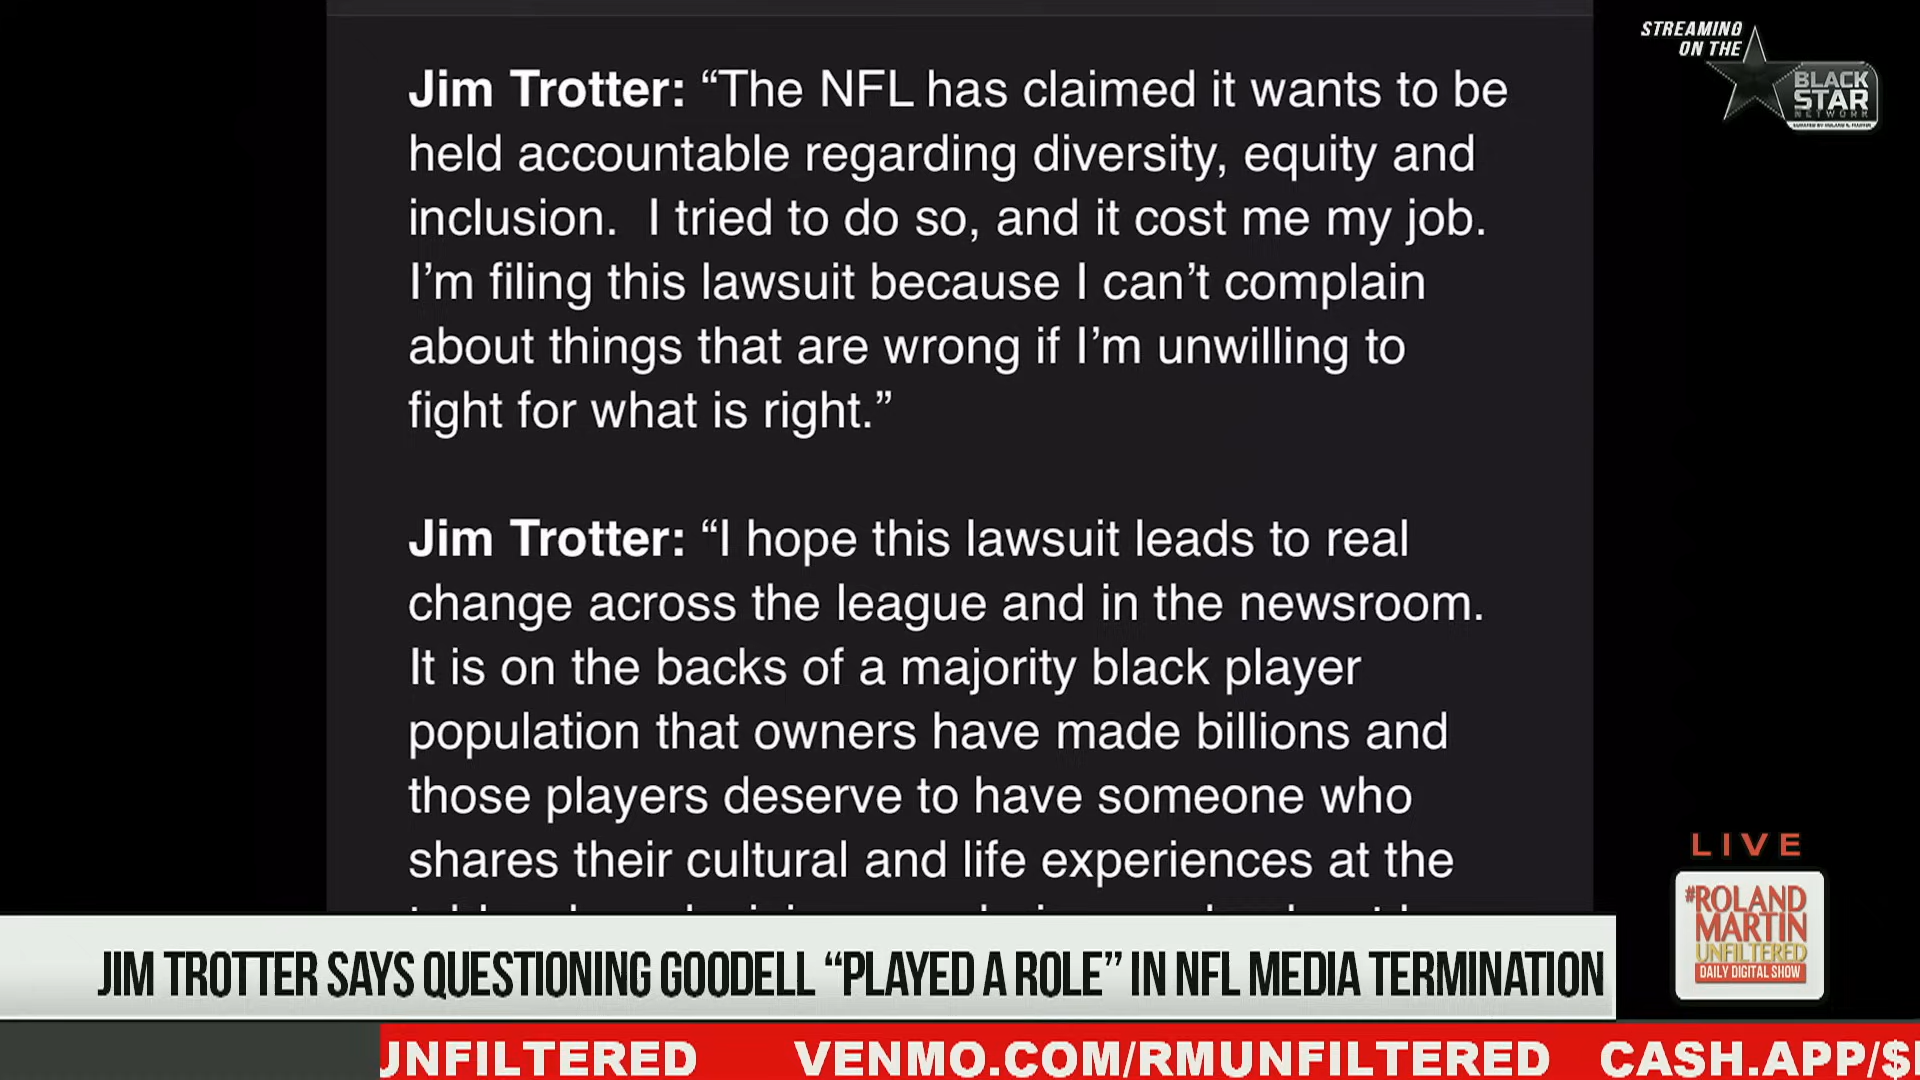 STREAMING
ON THE
BLACK
STAR
NETWORK
Jim Trotter: “The NFL has claimed it wants to be
held accountable regarding diversity, equity and
inclusion.  I tried to do so, and it cost me my job.
I’m filing this lawsuit because I can’t complain
about things that are wrong if I’m unwilling to
fight for what is right.”
Jim Trotter: “I hope this lawsuit leads to real
change across the league and in the newsroom.
It is on the backs of a majority black player
population that owners have made billions and
those players deserve to have someone who
shares their cultural and life experiences at the
LIVE
#ROLAND
MARTIN
UNFILTERED
DAILY DIGITAL SHOW
JIM TROTTER SAYS QUESTIONING GOODELL “PLAYED A ROLE” IN NFL MEDIA TERMINATION
UNFILTERED VENMO.COM/RMUNFILTERED CASH.APP/$